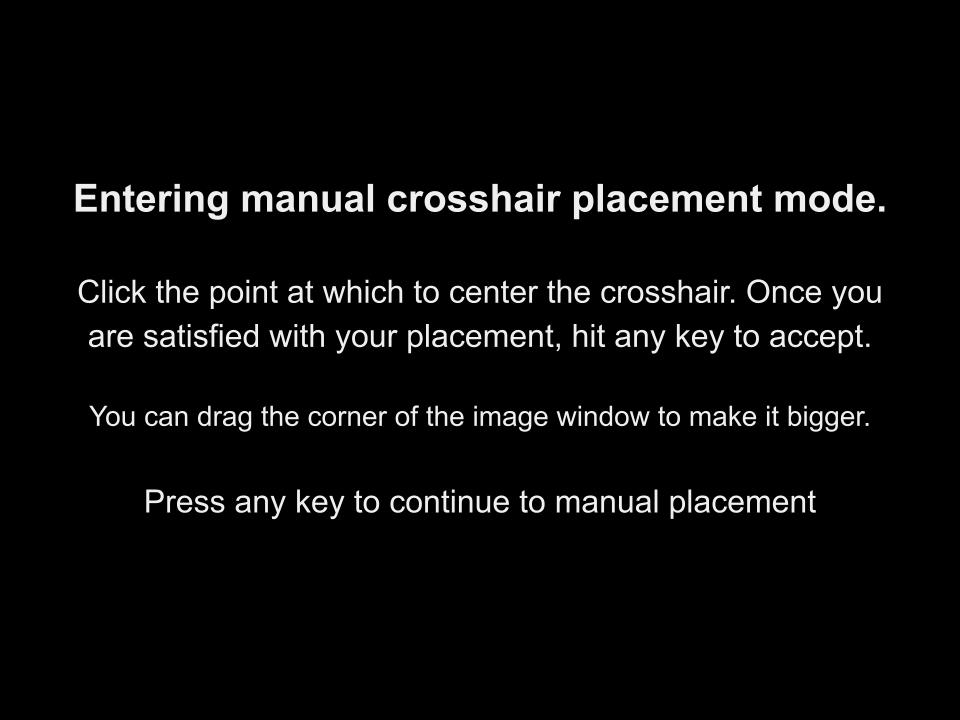 Entering manual crosshair placement mode.
Click the point at which to center the crosshair. Once you
are satisfied with your placement, hit any key to accept.
You can drag the corner of the image window to make it bigger.
Press any key to continue to manual placement